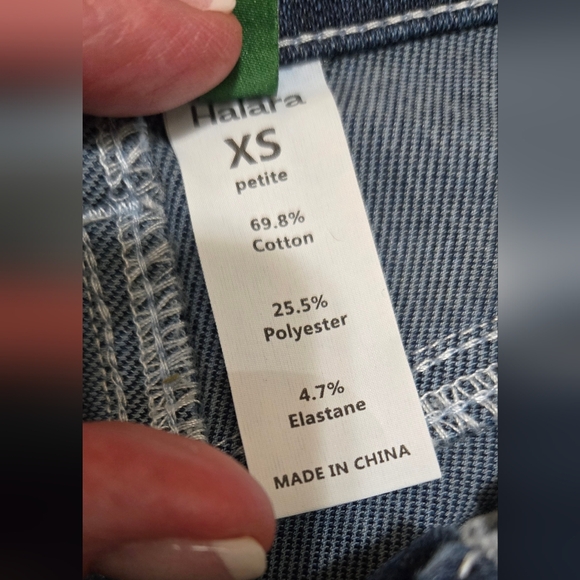 Halara
XS
petite
69.8%
Cotton
25.5%
Polyester
4.7%
Elastane
MADE IN CHINA